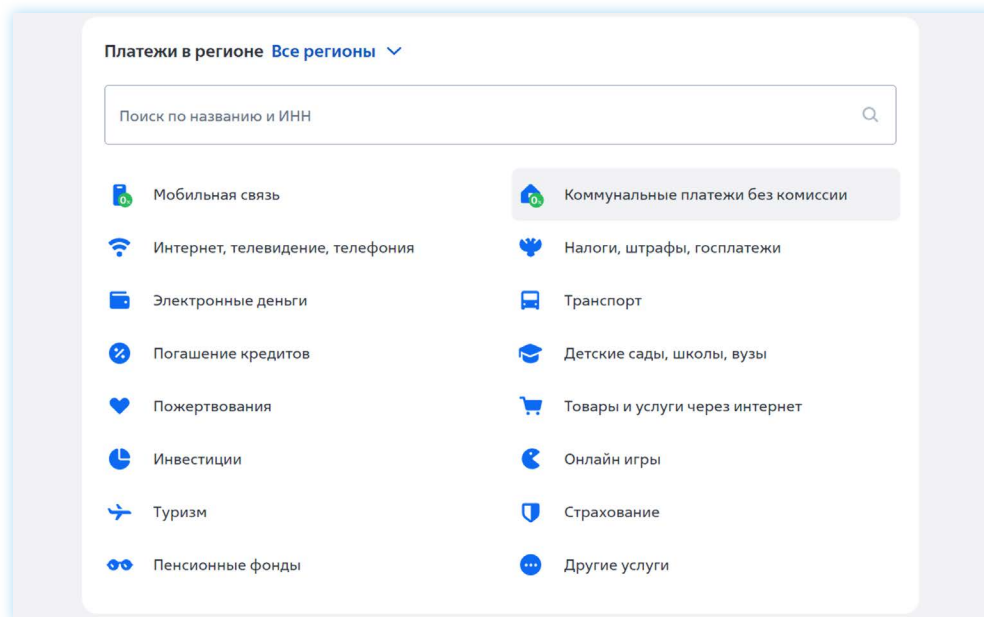 Платежи в регионе Все регионы
Поиск по названию и ИНН
Мобильная связь
Коммунальные платежи без комиссии
Интернет, телевидение, телефония
Налоги, штрафы, госплатежи
Электронные деньги
Транспорт
Погашение кредитов
Детские сады, школы, вузы
Пожертвования
Товары и услуги через интернет
Инвестиции
Онлайн игры
Туризм
Страхование
Пенсионные фонды
Другие услуги